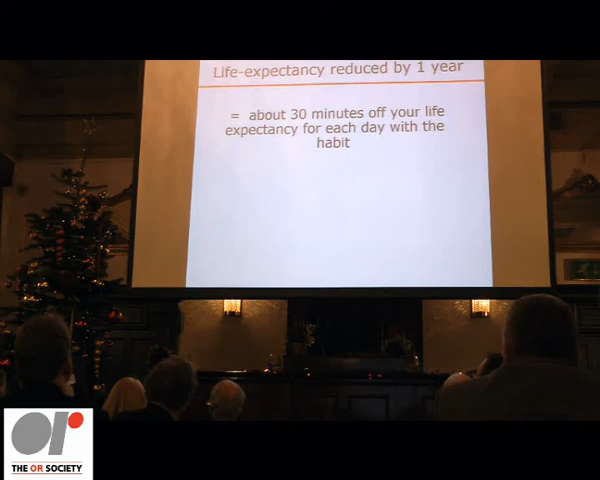 Life-expectancy reduced by 1 year
= about 30 minutes off your life
expectancy for each day with the
habit
or
THE OR SOCIETY